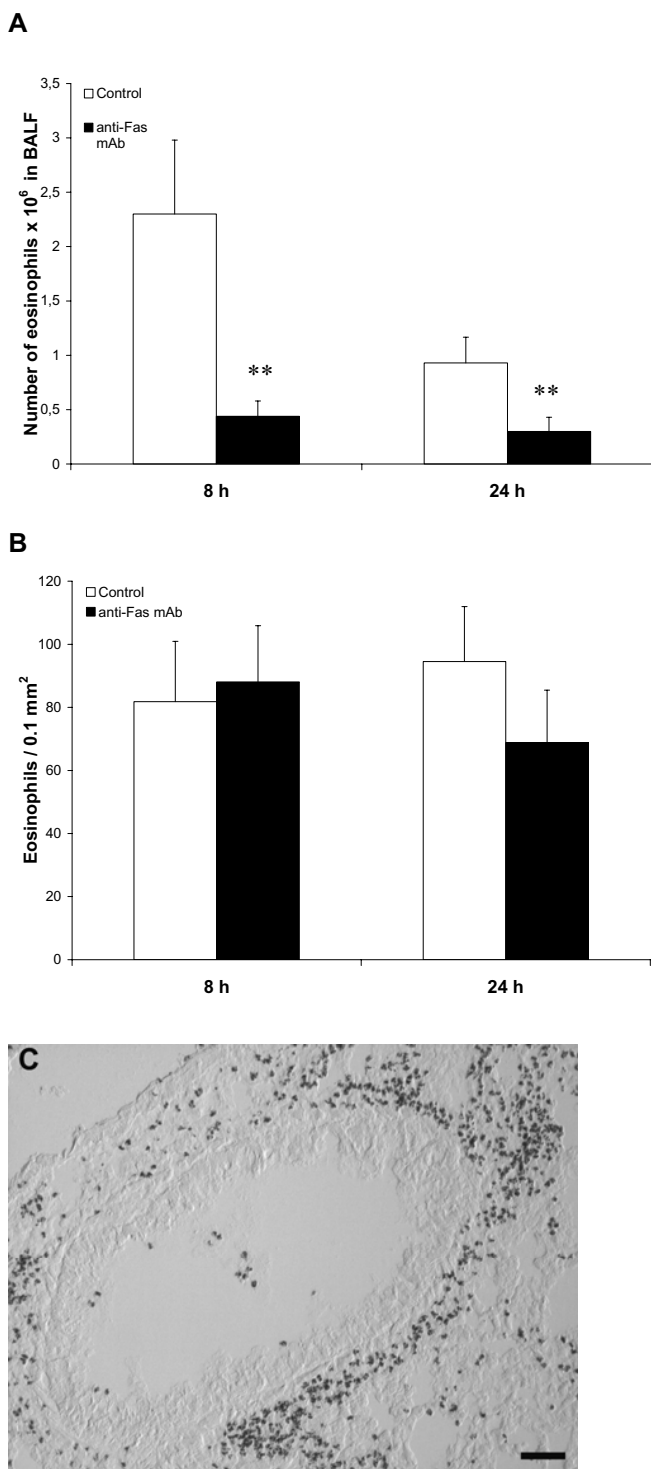 A
Number of eosinophils x 10⁶ in BALF
3,5
3
2,5
2
1,5
1
0,5
0
Control
anti-Fas
mAb
**
**
8 h
24 h
B
Eosinophils / 0.1 mm²
120
100
80
60
40
20
0
Control
anti-Fas mAb
8 h
24 h
C